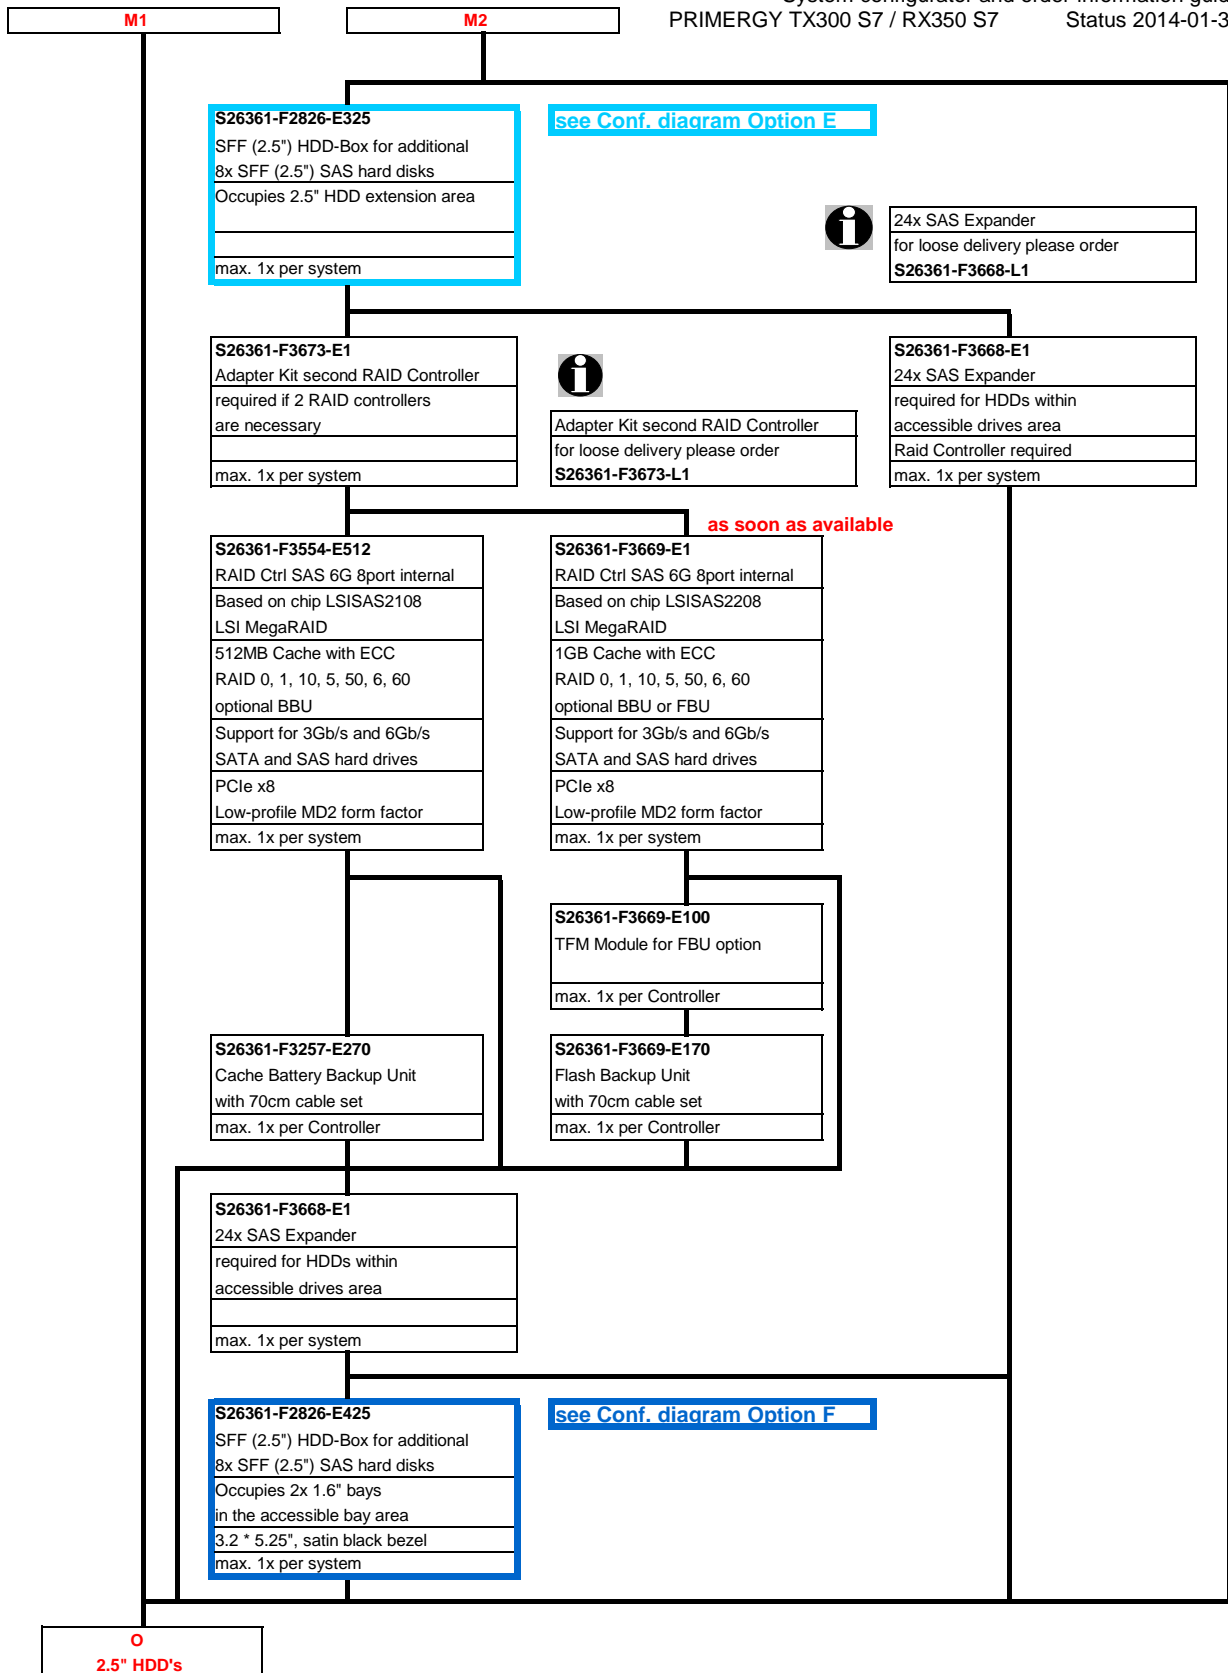 System configurator and order information guid
PRIMERGY TX300 S7 / RX350 S7 Status 2014-01-3
M1
M2
S26361-F2826-E325
SFF (2.5") HDD-Box for additional
8x SFF (2.5") SAS hard disks
Occupies 2.5" HDD extension area
max. 1x per system
see Conf. diagram Option E
24x SAS Expander
for loose delivery please order
S26361-F3668-L1
S26361-F3673-E1
Adapter Kit second RAID Controller
required if 2 RAID controllers
are necessary
max. 1x per system
Adapter Kit second RAID Controller
for loose delivery please order
S26361-F3673-L1
S26361-F3668-E1
24x SAS Expander
required for HDDs within
accessible drives area
Raid Controller required
max. 1x per system
as soon as available
S26361-F3554-E512
RAID Ctrl SAS 6G 8port internal
Based on chip LSISAS2108
LSI MegaRAID
512MB Cache with ECC
RAID 0, 1, 10, 5, 50, 6, 60
optional BBU
Support for 3Gb/s and 6Gb/s
SATA and SAS hard drives
PCIe x8
Low-profile MD2 form factor
max. 1x per system
S26361-F3669-E1
RAID Ctrl SAS 6G 8port internal
Based on chip LSISAS2208
LSI MegaRAID
1GB Cache with ECC
RAID 0, 1, 10, 5, 50, 6, 60
optional BBU or FBU
Support for 3Gb/s and 6Gb/s
SATA and SAS hard drives
PCIe x8
Low-profile MD2 form factor
max. 1x per system
S26361-F3669-E100
TFM Module for FBU option
max. 1x per Controller
S26361-F3257-E270
Cache Battery Backup Unit
with 70cm cable set
max. 1x per Controller
S26361-F3669-E170
Flash Backup Unit
with 70cm cable set
max. 1x per Controller
S26361-F3668-E1
24x SAS Expander
required for HDDs within
accessible drives area
max. 1x per system
S26361-F2826-E425
SFF (2.5") HDD-Box for additional
8x SFF (2.5") SAS hard disks
Occupies 2x 1.6" bays
in the accessible bay area
3.2 * 5.25", satin black bezel
max. 1x per system
see Conf. diagram Option F
O
2.5" HDD's